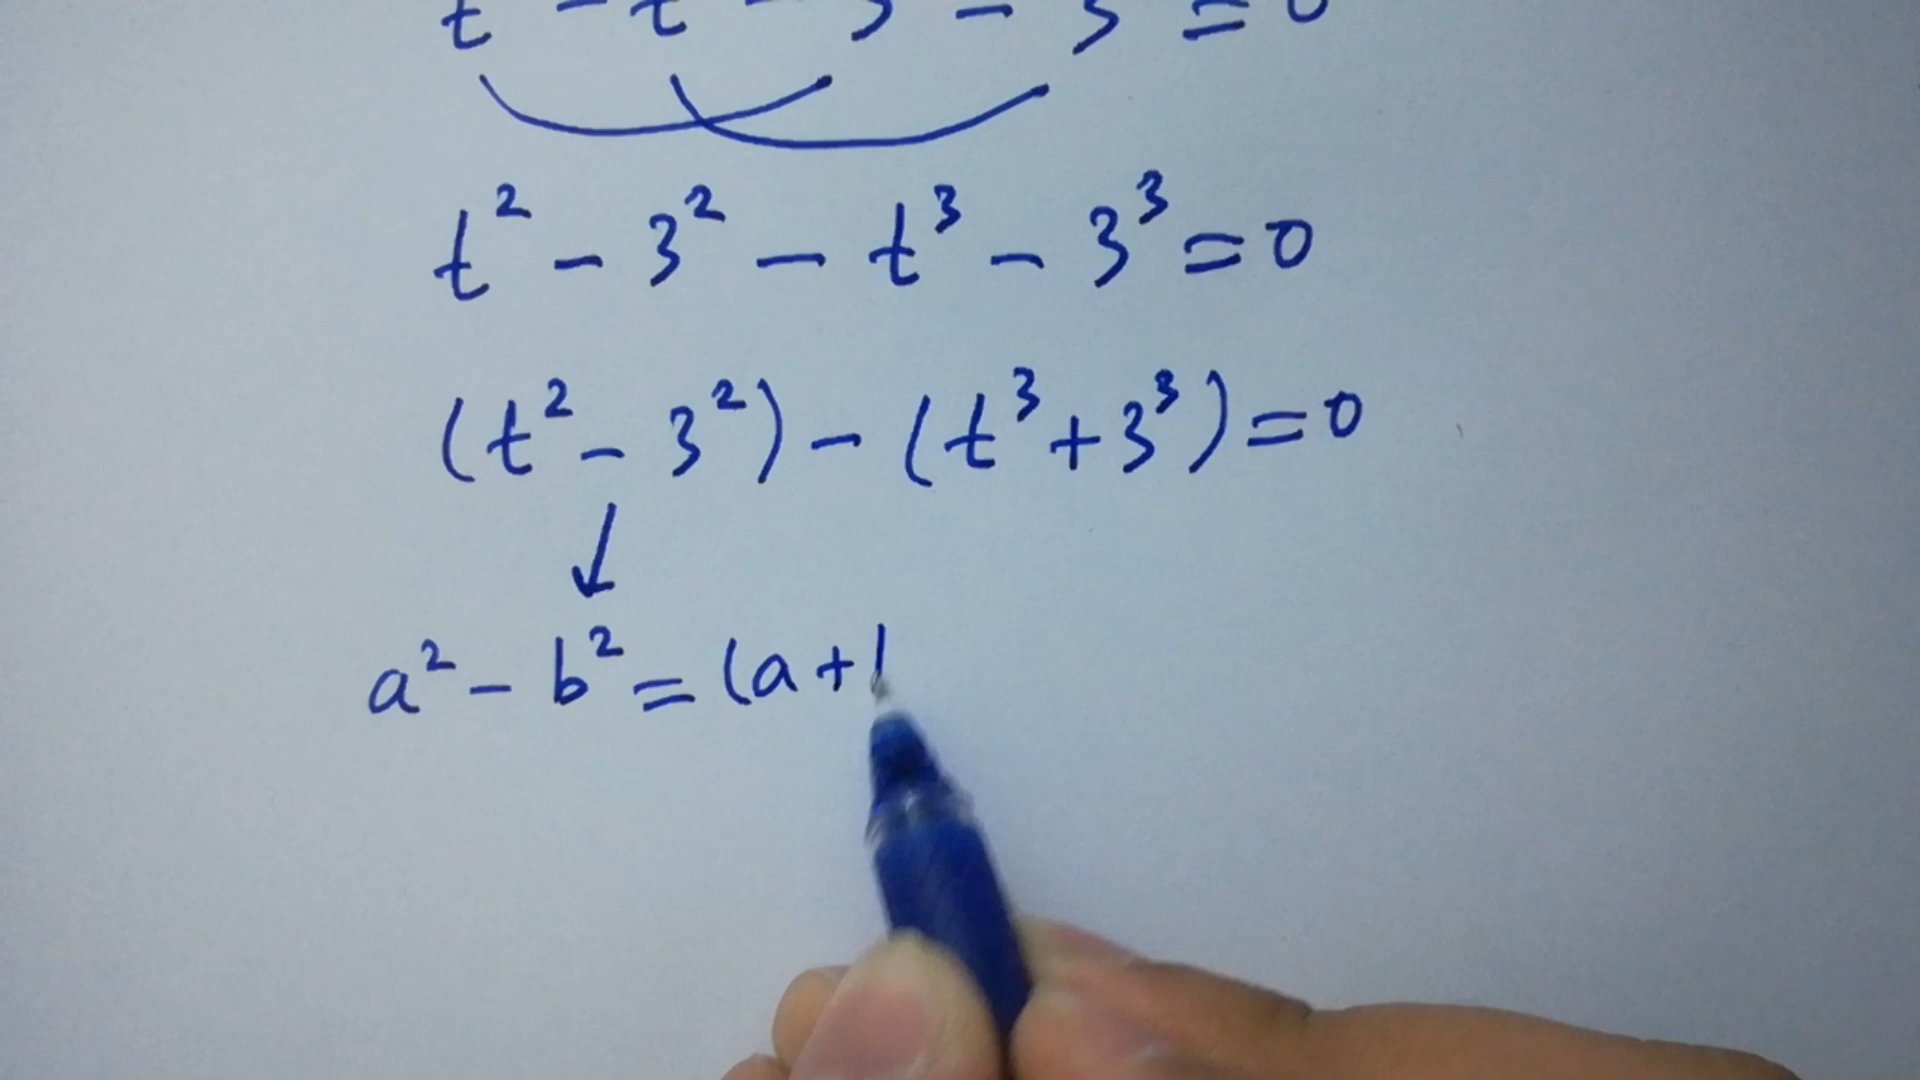 t² - 3² - t³ - 3³ = 0
(t² - 3²) - (t³ + 3³) = 0
↓
a² - b² = (a +